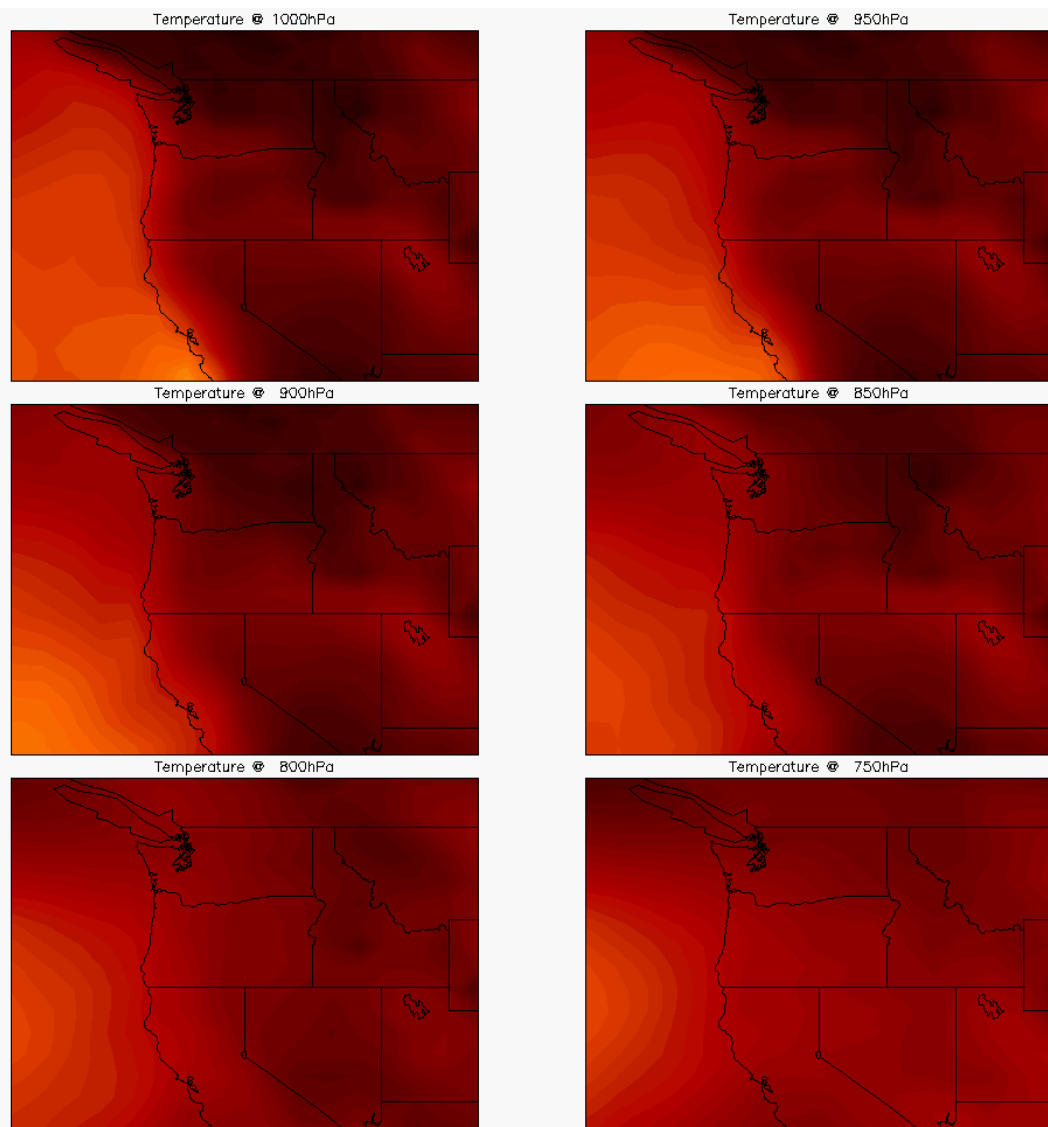 Temperature @ 1000hPa
Temperature @ 950hPa
Temperature @ 900hPa
Temperature @ 850hPa
Temperature @ 800hPa
Temperature @ 750hPa